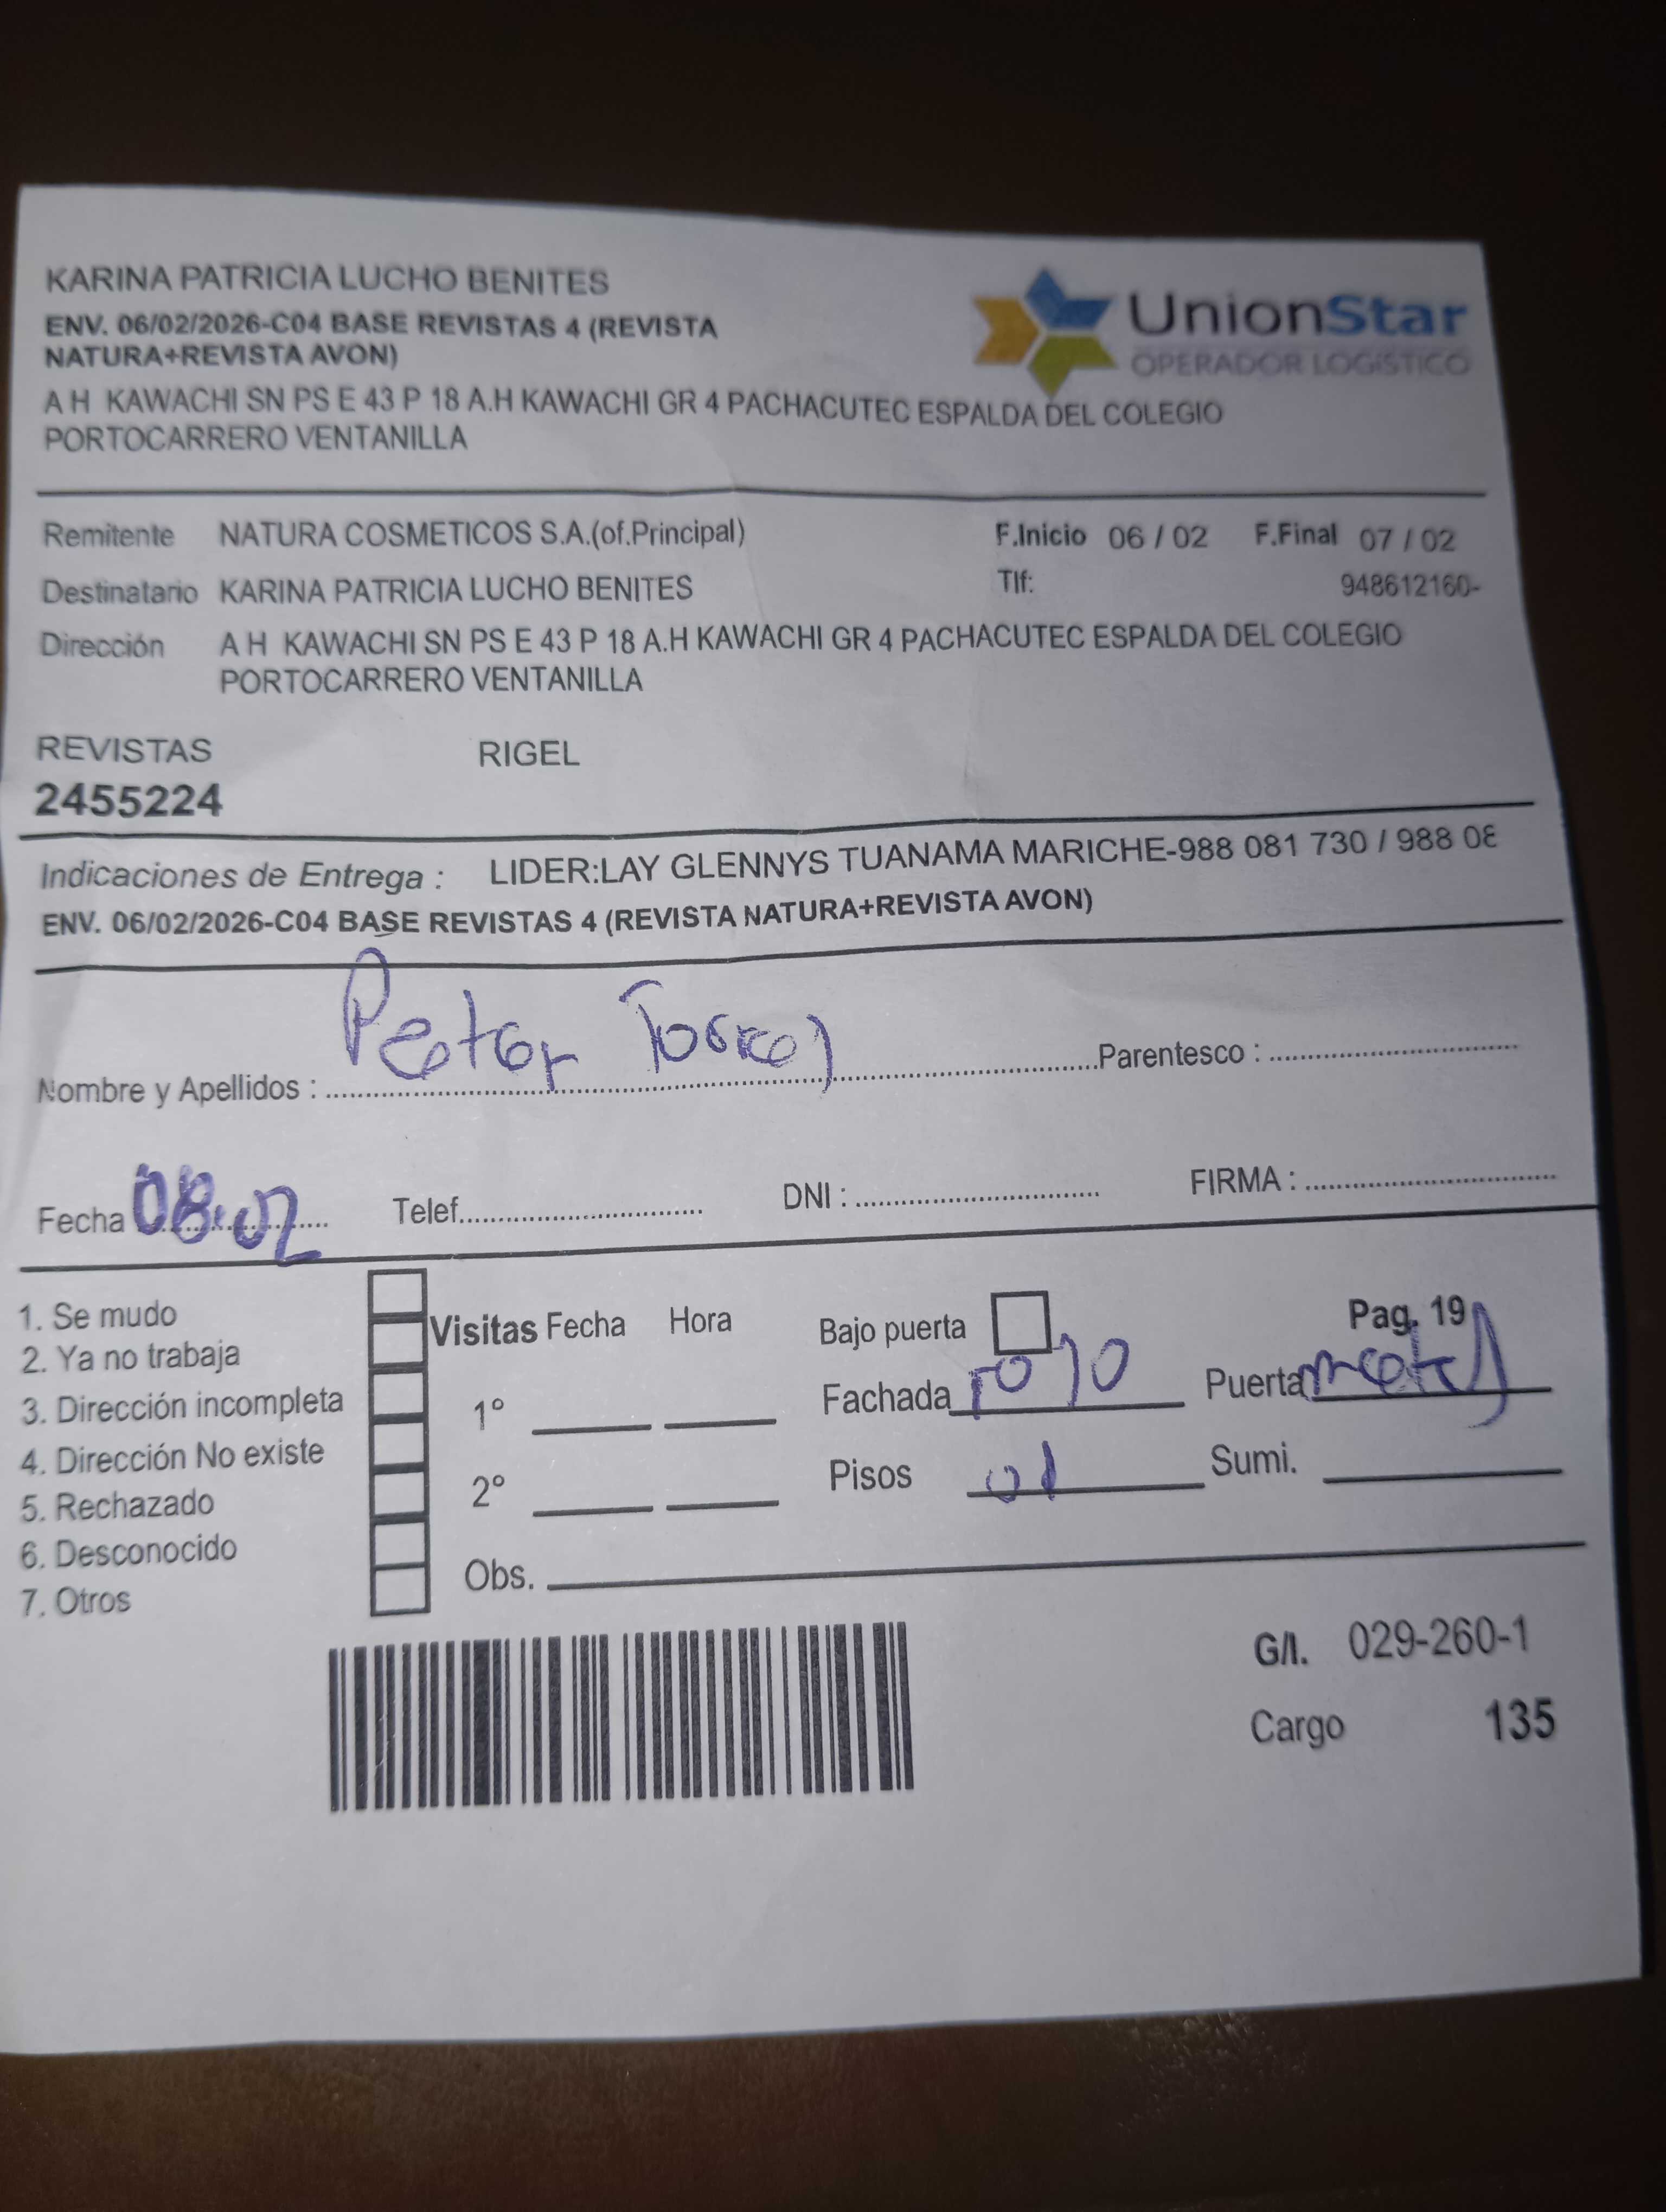 KARINA PATRICIA LUCHO BENITES
ENV. 06/02/2026-C04 BASE REVISTAS 4 (REVISTA
NATURA+REVISTA AVON)
UnionStar
OPERADOR LOGÍSTICO
A H KAWACHI SN PS E 43 P 18 A.H KAWACHI GR 4 PACHACUTEC ESPALDA DEL COLEGIO
PORTOCARRERO VENTANILLA
Remitente NATURA COSMETICOS S.A.(of.Principal) F.Inicio 06 / 02 F.Final 07 / 02
Destinatario KARINA PATRICIA LUCHO BENITES Tlf: 948612160-
Dirección A H KAWACHI SN PS E 43 P 18 A.H KAWACHI GR 4 PACHACUTEC ESPALDA DEL COLEGIO
PORTOCARRERO VENTANILLA
REVISTAS RIGEL
2455224
Indicaciones de Entrega : LIDER:LAY GLENNYS TUANAMA MARICHE-988 081 730 / 988 08
ENV. 06/02/2026-C04 BASE REVISTAS 4 (REVISTA NATURA+REVISTA AVON)
Nombre y Apellidos : Peter Torres Parentesco :
Fecha 08.02 Telef. DNI : FIRMA :
1. Se mudo
2. Ya no trabaja
3. Dirección incompleta
4. Dirección No existe
5. Rechazado
6. Desconocido
7. Otros
Visitas Fecha Hora
1°
2°
Obs.
Bajo puerta Pag. 19
Fachada rojo Puerta metal
Pisos 01 Sumi.
G/I. 029-260-1
Cargo 135